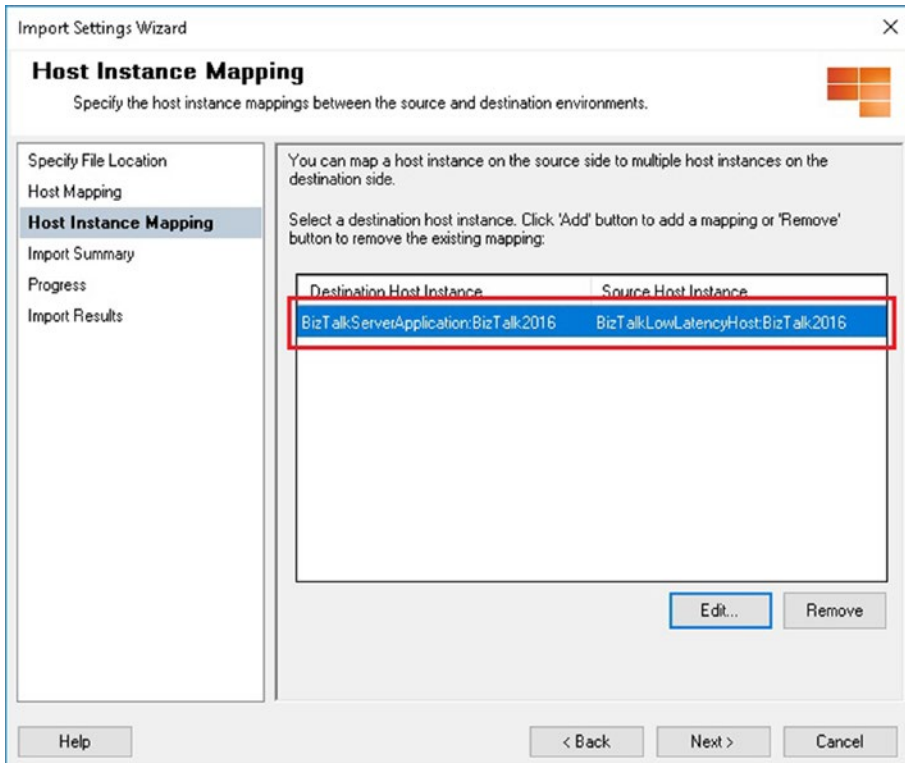 Import Settings Wizard
Host Instance Mapping
Specify the host instance mappings between the source and destination environments.
Specify File Location
Host Mapping
Host Instance Mapping
Import Summary
Progress
Import Results
You can map a host instance on the source side to multiple host instances on the
destination side.
Select a destination host instance. Click 'Add' button to add a mapping or 'Remove'
button to remove the existing mapping:
Destination Host Instance Source Host Instance
BizTalkServerApplication:BizTalk2016 BizTalkLowLatencyHost:BizTalk2016
Edit... Remove
Help < Back Next > Cancel